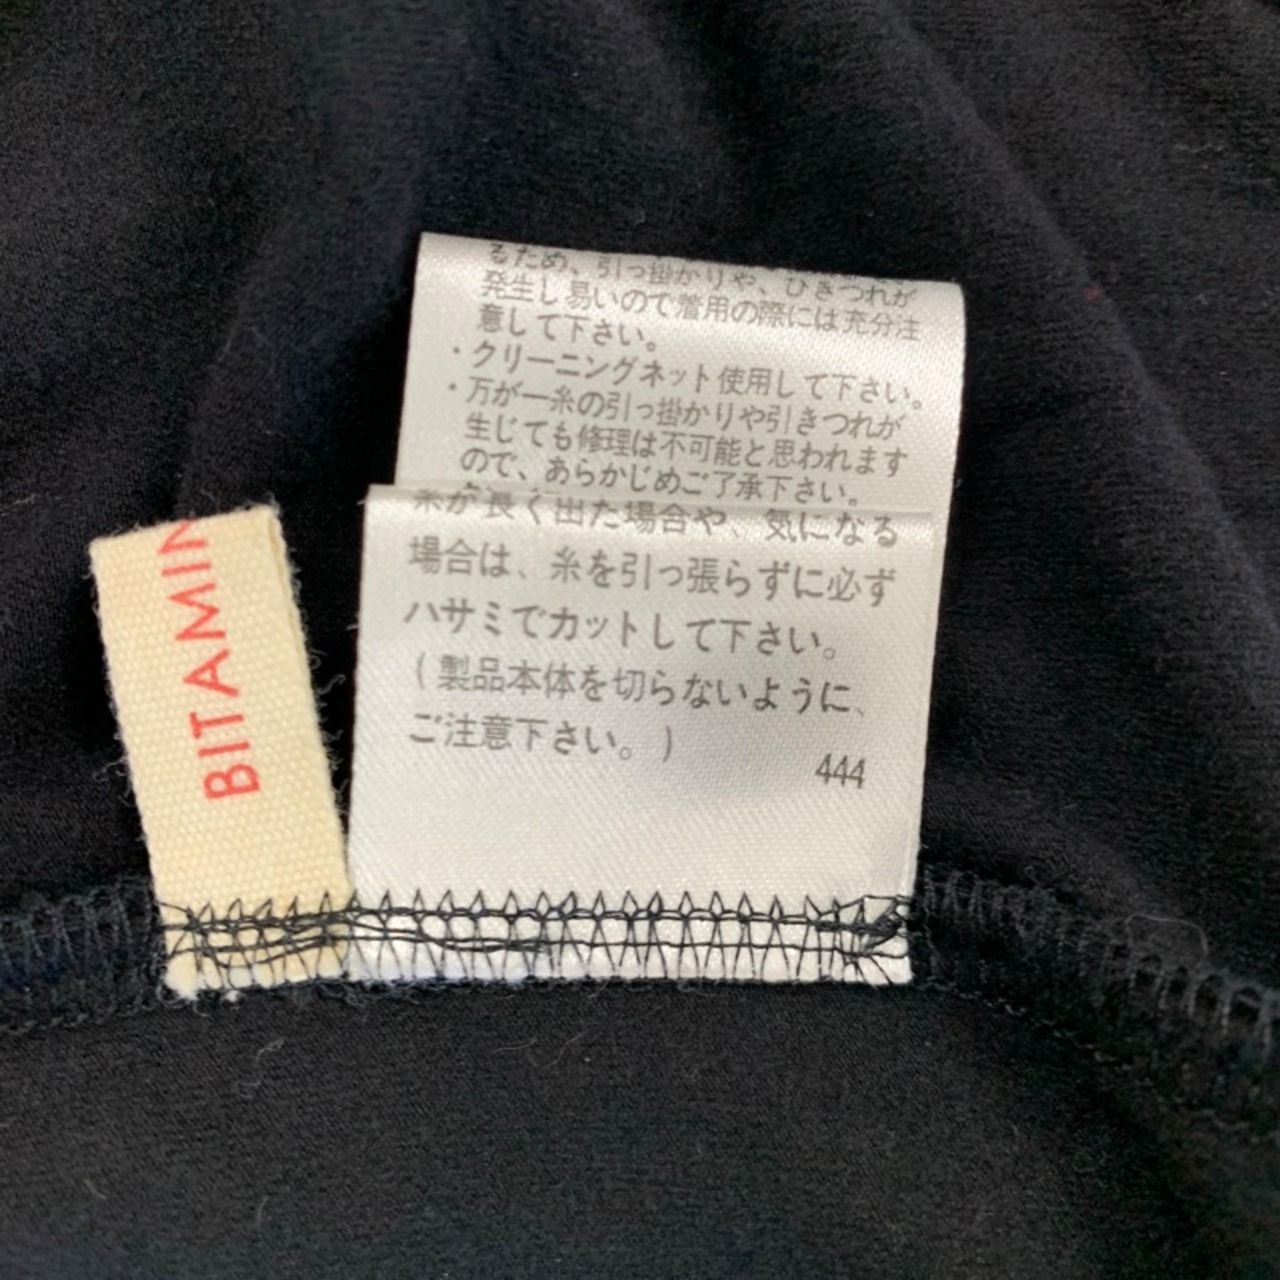 るため、引っ掛かりや、ひきつれが
発生し易いので着用の際には充分注
意して下さい。
・クリーニングネット使用して下さい。
・万が一糸の引っ掛かりや引きつれが
生じても修理は不可能と思われます
ので、あらかじめご了承下さい。
糸が長く出た場合や、気になる
場合は、糸を引っ張らずに必ず
ハサミでカットして下さい。
(製品本体を切らないように、
ご注意下さい。)
444
BITAMIN